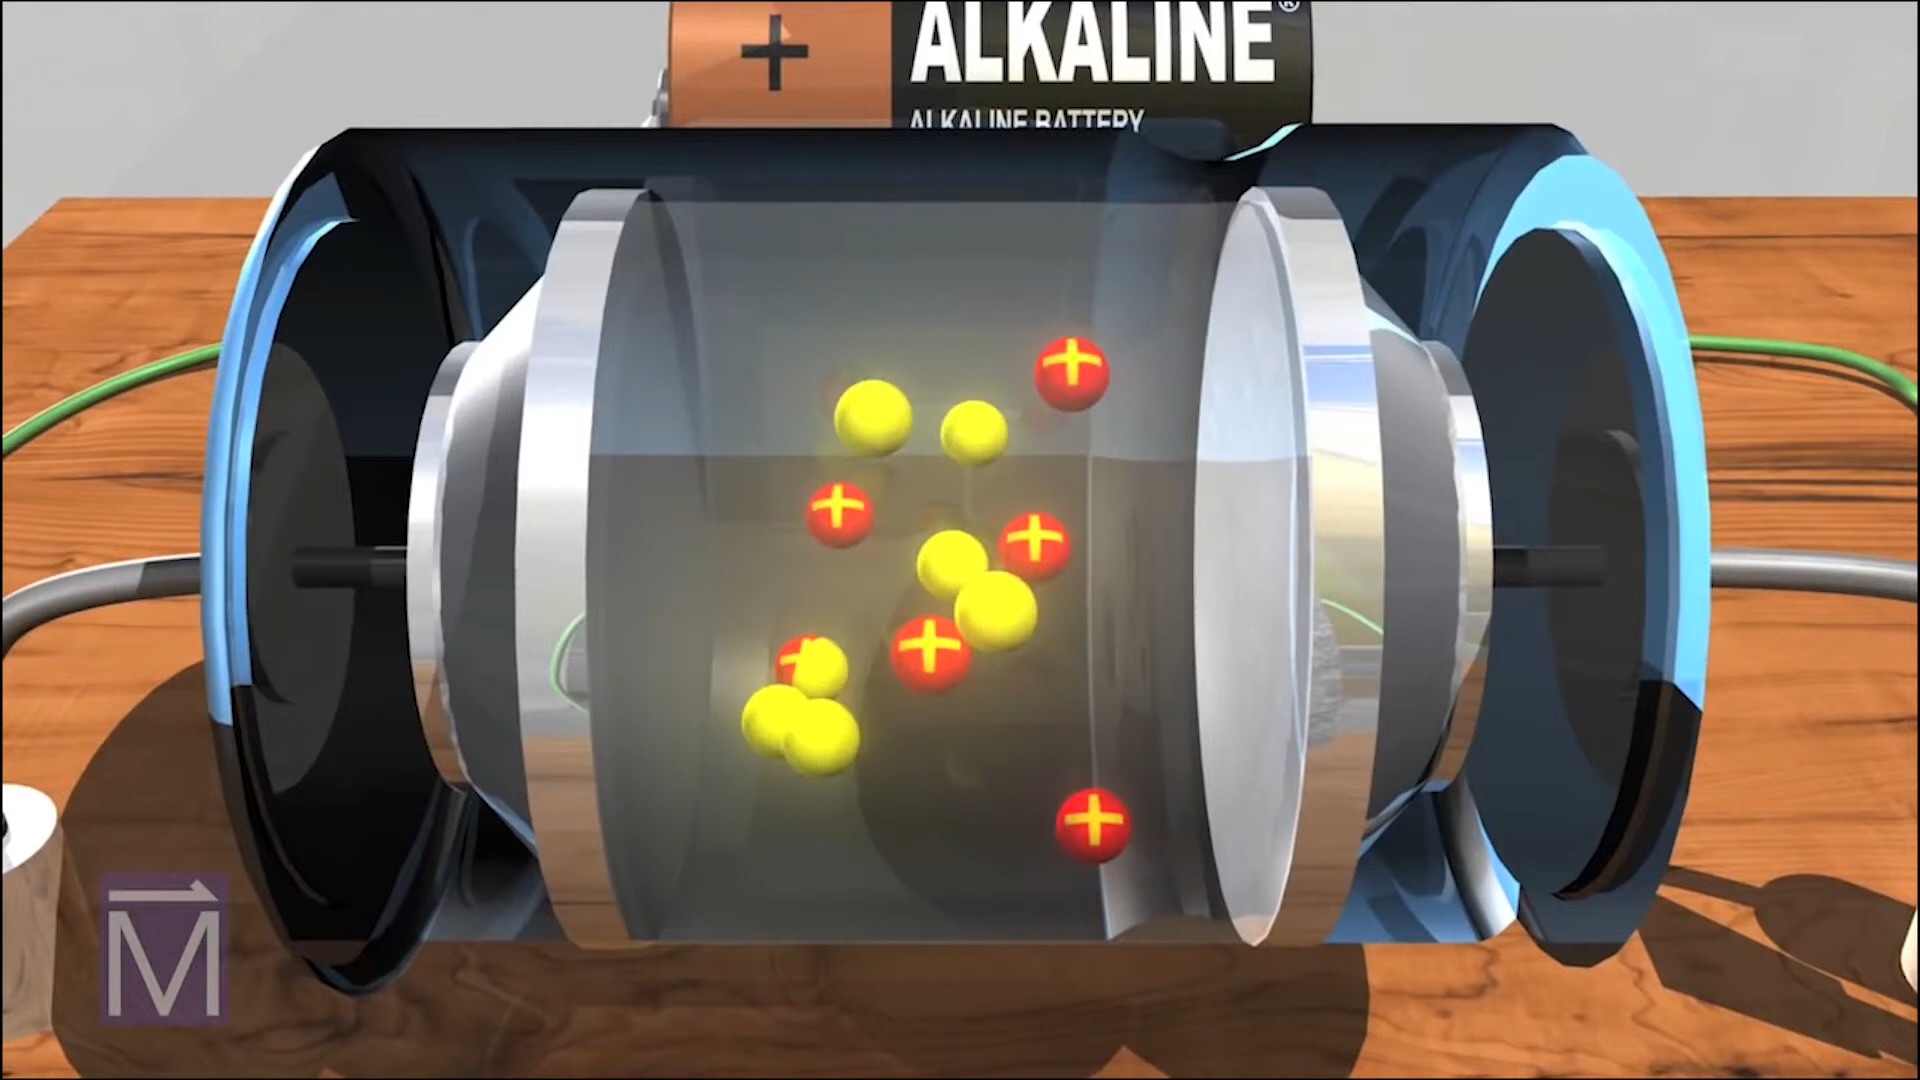 +
ALKALINE®
ALKALINE BATTERY
+
+
+
+
+
+
M